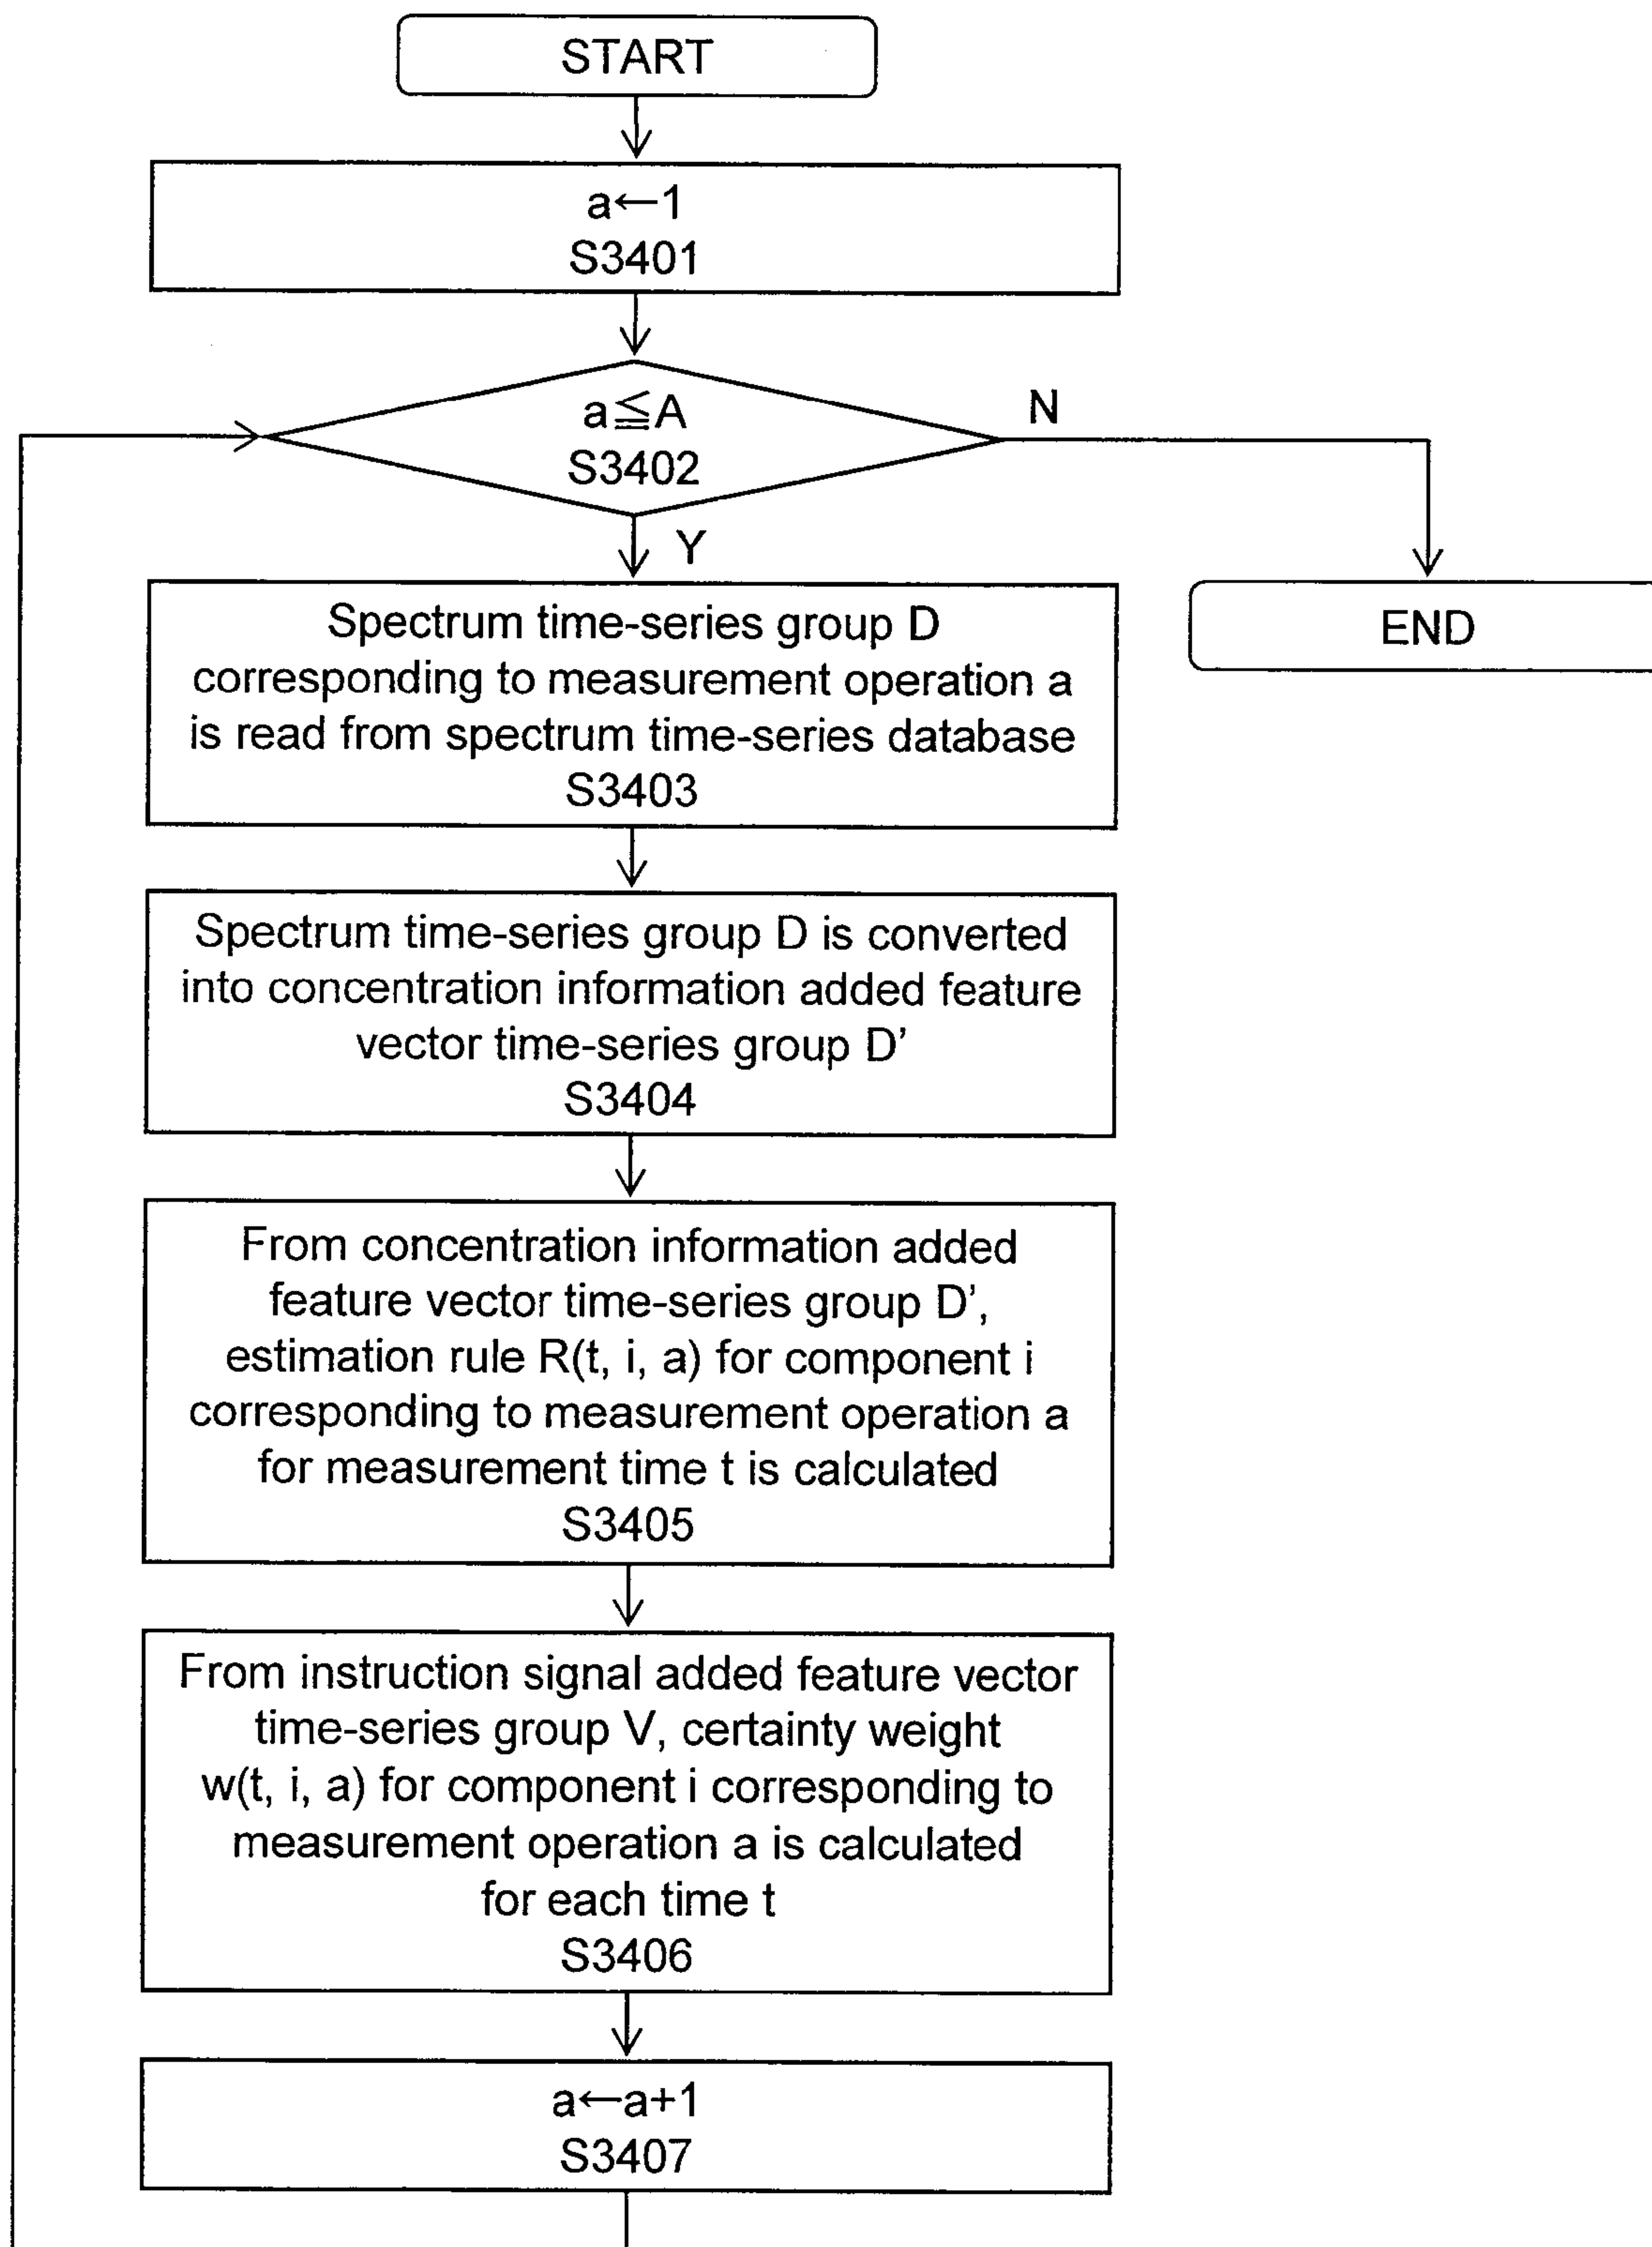 START
a←1
S3401
a≦A
S3402
N
Y
Spectrum time-series group D
corresponding to measurement operation a
is read from spectrum time-series database
S3403
END
Spectrum time-series group D is converted
into concentration information added feature
vector time-series group D’
S3404
From concentration information added
feature vector time-series group D’,
estimation rule R(t, i, a) for component i
corresponding to measurement operation a
for measurement time t is calculated
S3405
From instruction signal added feature vector
time-series group V, certainty weight
w(t, i, a) for component i corresponding to
measurement operation a is calculated
for each time t
S3406
a←a+1
S3407